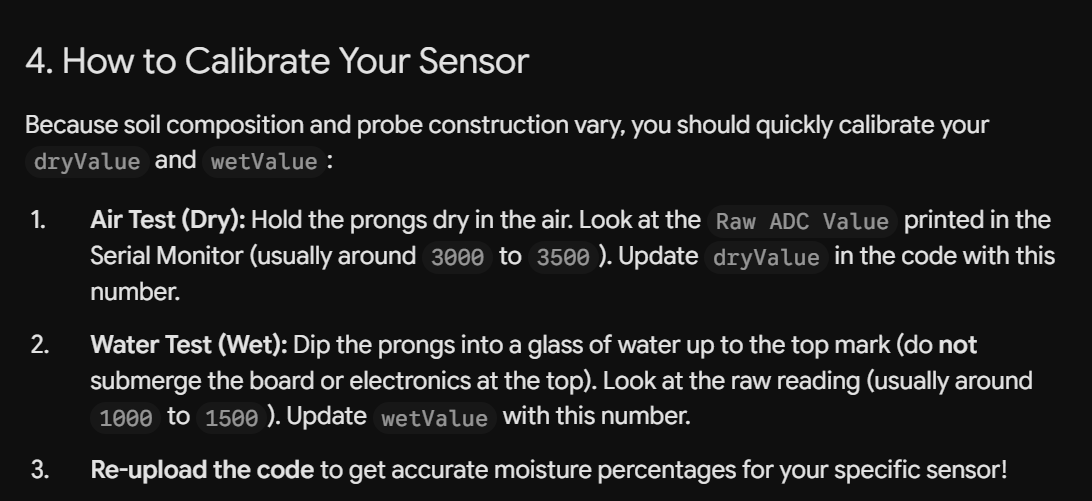 4. How to Calibrate Your Sensor
Because soil composition and probe construction vary, you should quickly calibrate your
dryValue and wetValue :
1. Air Test (Dry): Hold the prongs dry in the air. Look at the Raw ADC Value printed in the
Serial Monitor (usually around 3000 to 3500 ). Update dryValue in the code with this
number.
2. Water Test (Wet): Dip the prongs into a glass of water up to the top mark (do not
submerge the board or electronics at the top). Look at the raw reading (usually around
1000 to 1500 ). Update wetValue with this number.
3. Re-upload the code to get accurate moisture percentages for your specific sensor!